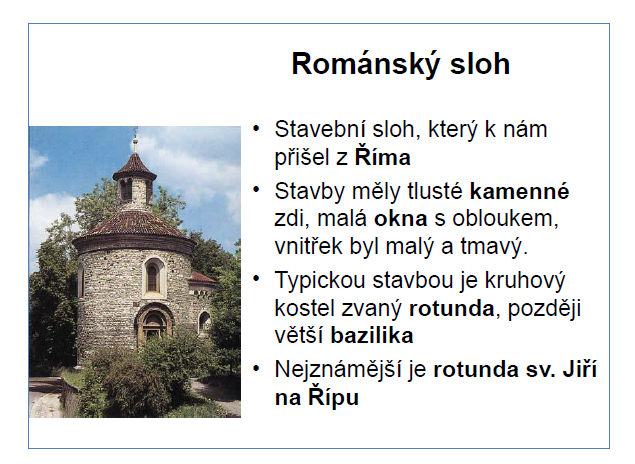 Románský sloh
• Stavební sloh, který k nám
přišel z Říma
• Stavby měly tlusté kamenné
zdi, malá okna s obloukem,
vnitřek byl malý a tmavý.
• Typickou stavbou je kruhový
kostel zvaný rotunda, později
větší bazilika
• Nejznámější je rotunda sv. Jiří
na Řípu